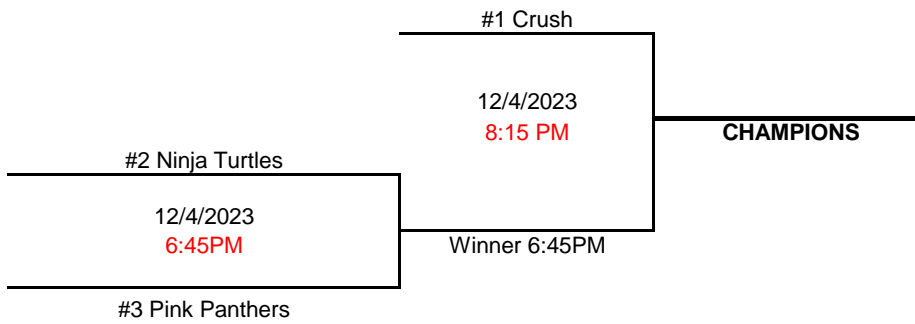 #1 Crush
12/4/2023
8:15 PM
CHAMPIONS
#2 Ninja Turtles
12/4/2023
6:45PM
Winner 6:45PM
#3 Pink Panthers